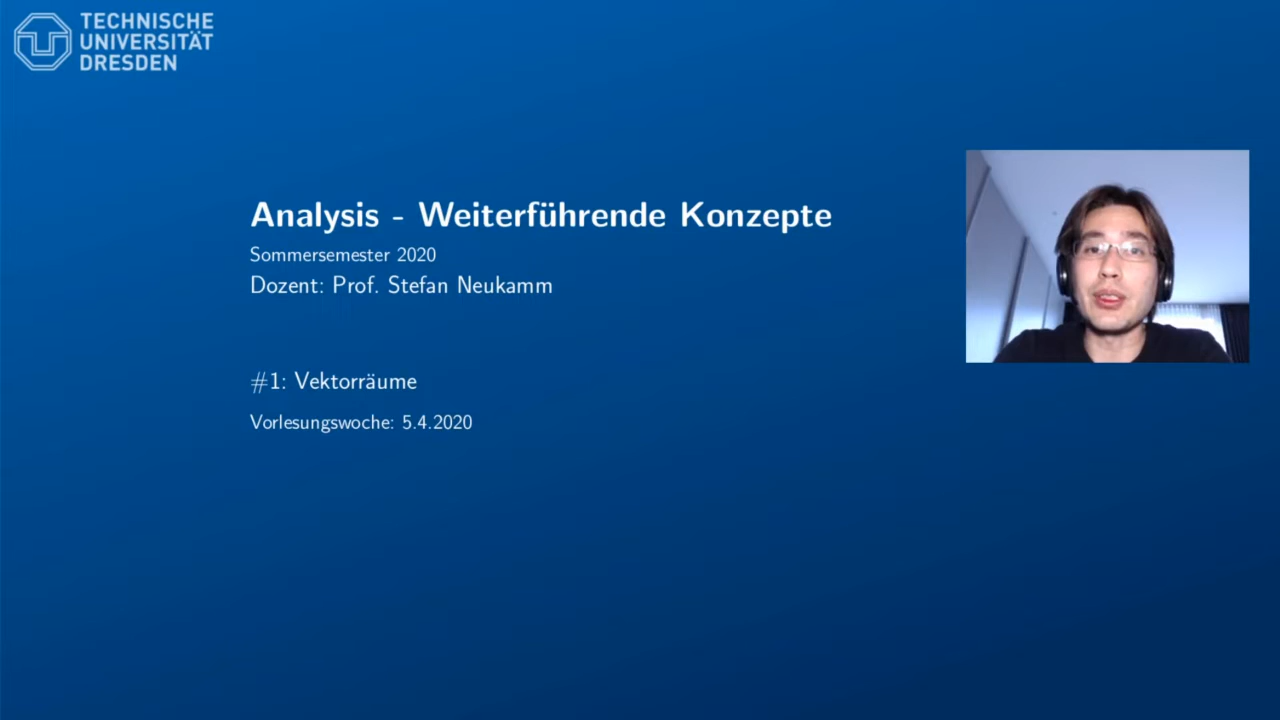 TECHNISCHE
UNIVERSITÄT
DRESDEN
Analysis - Weiterführende Konzepte
Sommersemester 2020
Dozent: Prof. Stefan Neukamm
#1: Vektorräume
Vorlesungswoche: 5.4.2020